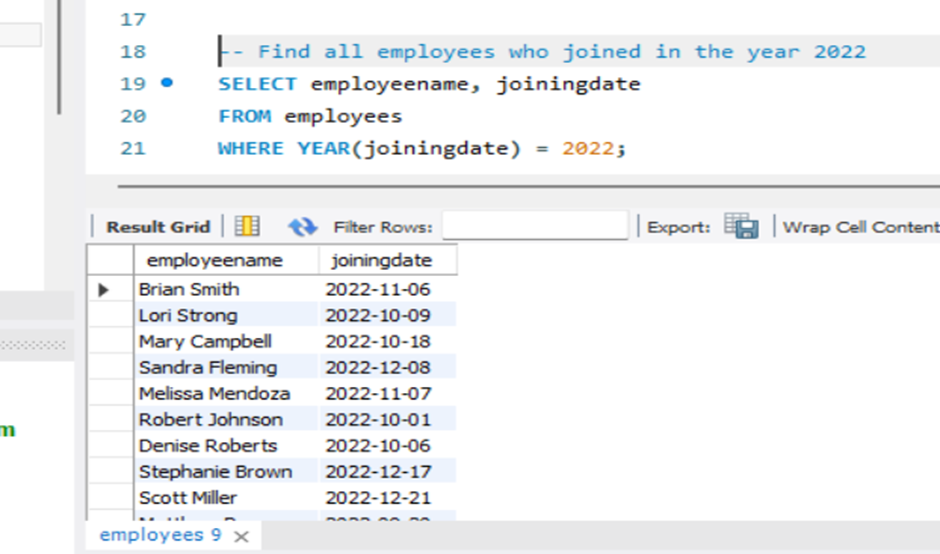 17
18 -- Find all employees who joined in the year 2022
19 SELECT employeename, joiningdate
20 FROM employees
21 WHERE YEAR(joiningdate) = 2022;
Result Grid Filter Rows: Export: Wrap Cell Content
employeename joiningdate
Brian Smith 2022-11-06
Lori Strong 2022-10-09
Mary Campbell 2022-10-18
Sandra Fleming 2022-12-08
Melissa Mendoza 2022-11-07
Robert Johnson 2022-10-01
Denise Roberts 2022-10-06
Stephanie Brown 2022-12-17
Scott Miller 2022-12-21
m
employees 9